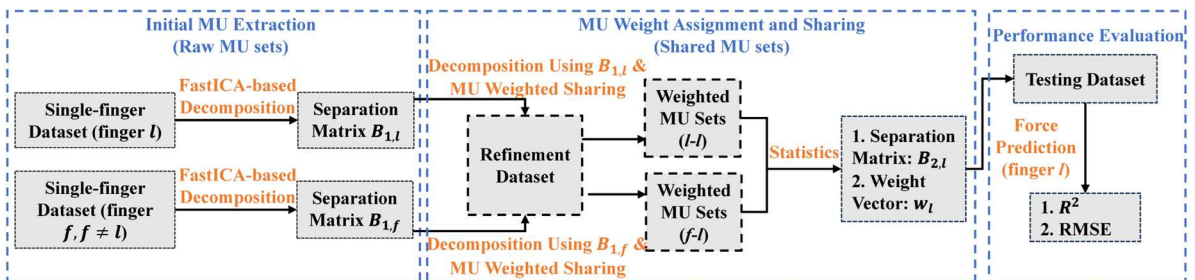 Initial MU Extraction
(Raw MU sets)
FastICA-based
Decomposition
Single-finger
Dataset (finger l)
Separation
Matrix B1,l
FastICA-based
Decomposition
Single-finger
Dataset (finger
f, f ≠ l)
Separation
Matrix B1,f
MU Weight Assignment and Sharing
(Shared MU sets)
Decomposition Using B1,l &
MU Weighted Sharing
Refinement
Dataset
Decomposition Using B1,f &
MU Weighted Sharing
Weighted
MU Sets
(l-l)
Weighted
MU Sets
(f-l)
Statistics
1. Separation
Matrix: B2,l
2. Weight
Vector: wl
Performance Evaluation
Testing Dataset
Force
Prediction
(finger l)
1. R²
2. RMSE